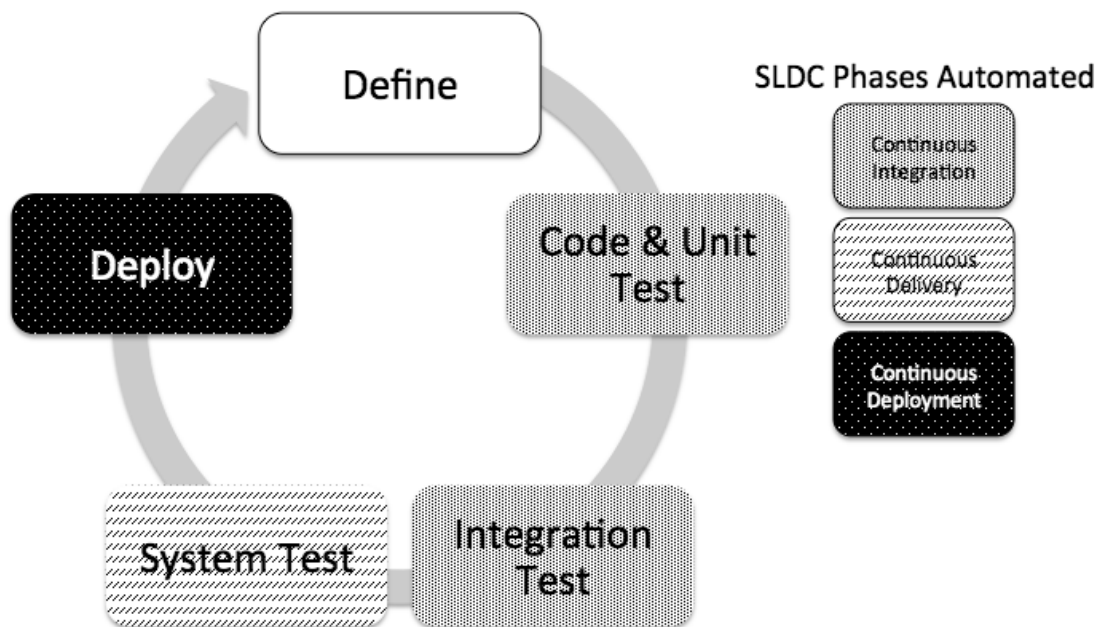 Define
SLDC Phases Automated
Continuous
Integration
Continuous
Delivery
Continuous
Deployment
Code & Unit
Test
Integration
Test
System Test
Deploy